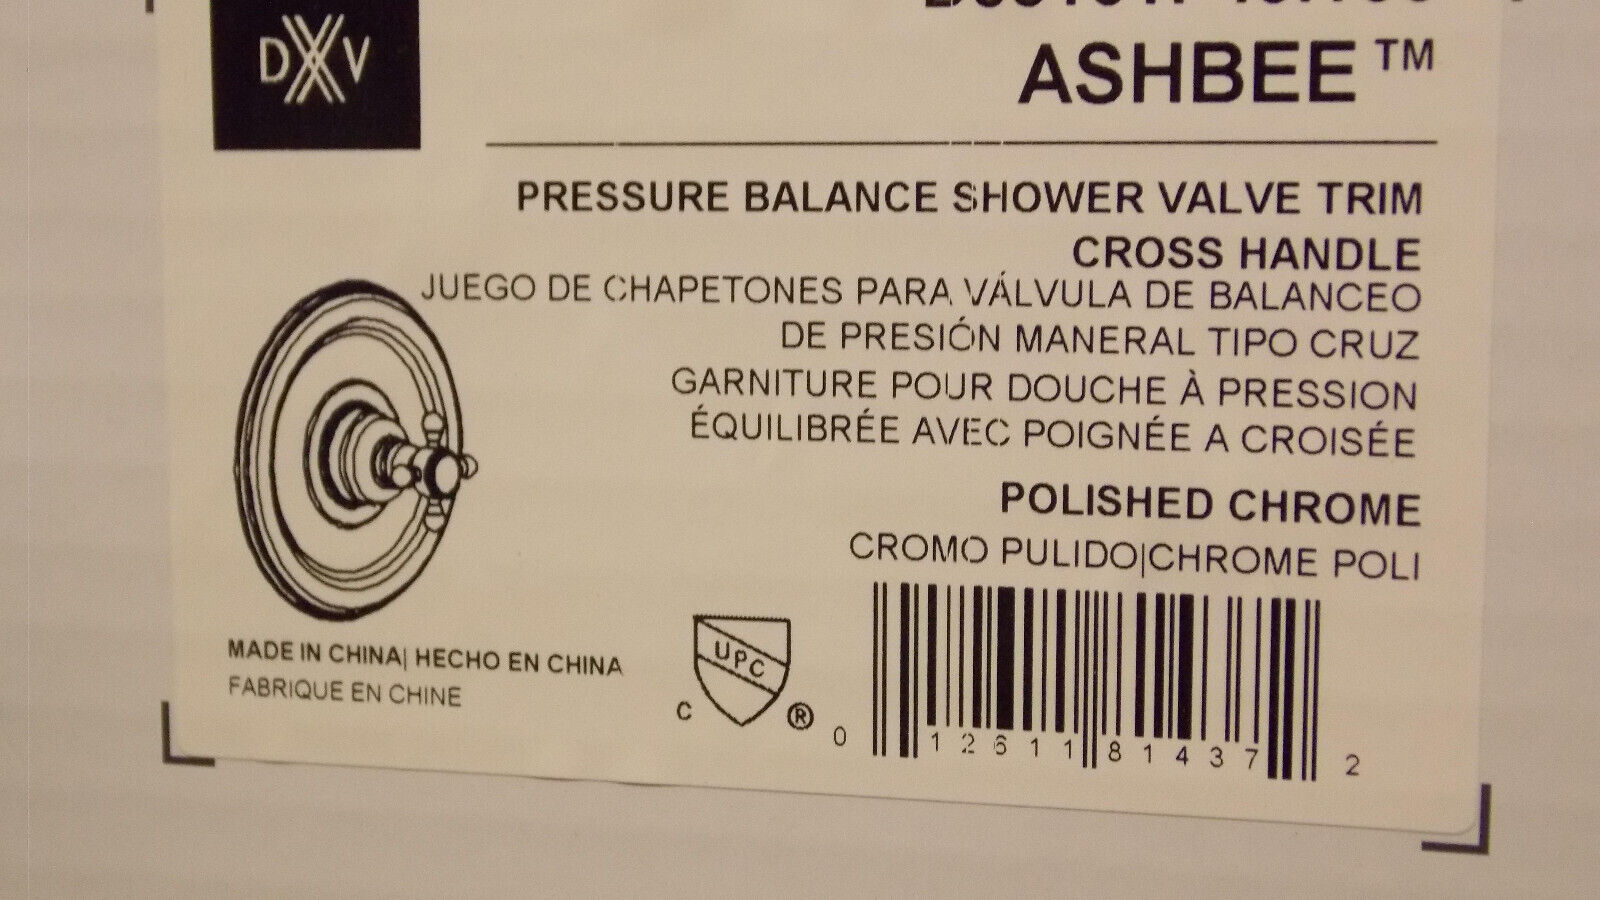 DXV
ASHBEE™
PRESSURE BALANCE SHOWER VALVE TRIM
CROSS HANDLE
JUEGO DE CHAPETONES PARA VÁLVULA DE BALANCEO
DE PRESIÓN MANERAL TIPO CRUZ
GARNITURE POUR DOUCHE À PRESSION
ÉQUILIBRÉE AVEC POIGNÉE A CROISÉE
POLISHED CHROME
CROMO PULIDO|CHROME POLI
MADE IN CHINA| HECHO EN CHINA
FABRIQUE EN CHINE
UPC
C ®
0 12611 81437 2